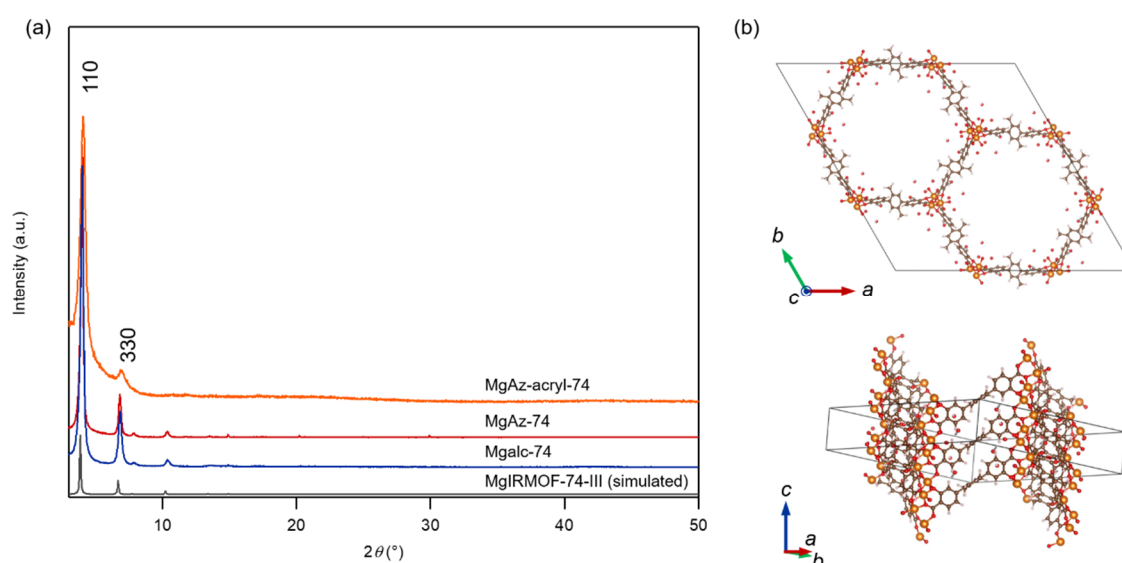 (a)
110
330
MgAz-acryl-74
MgAz-74
Mgalc-74
MgIRMOF-74-III (simulated)
Intensity (a.u.)
10
20
30
40
50
2θ (°)
(b)
b
c
a
c
a
b